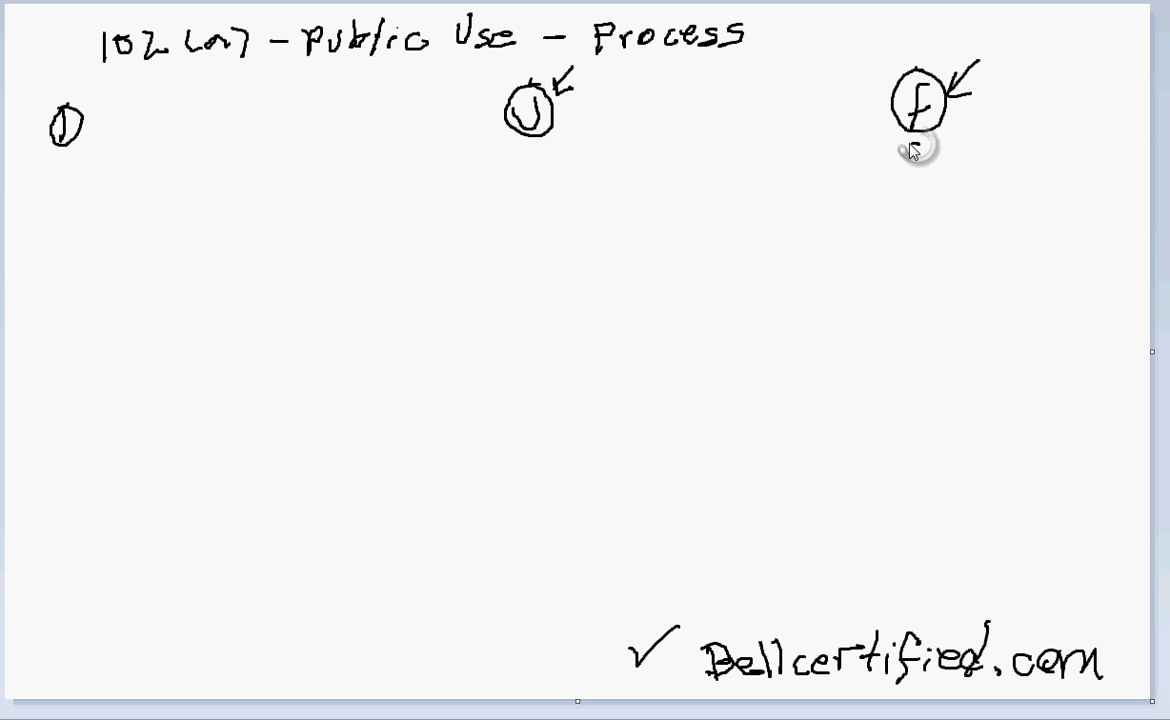 102 (a) - Public Use - Process
I U F
✓ Bellcertified.com